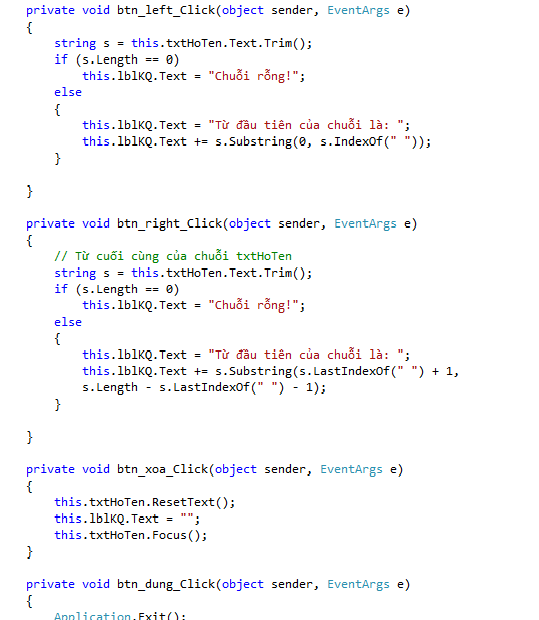 private void btn_left_Click(object sender, EventArgs e)
{
    string s = this.txtHoTen.Text.Trim();
    if (s.Length == 0)
        this.lblKQ.Text = "Chuỗi rỗng!";
    else
    {
        this.lblKQ.Text = "Từ đầu tiên của chuỗi là: ";
        this.lblKQ.Text += s.Substring(0, s.IndexOf(" "));
    }
}
private void btn_right_Click(object sender, EventArgs e)
{
    // Từ cuối cùng của chuỗi txtHoTen
    string s = this.txtHoTen.Text.Trim();
    if (s.Length == 0)
        this.lblKQ.Text = "Chuỗi rỗng!";
    else
    {
        this.lblKQ.Text = "Từ đầu tiên của chuỗi là: ";
        this.lblKQ.Text += s.Substring(s.LastIndexOf(" ") + 1,
        s.Length - s.LastIndexOf(" ") - 1);
    }
}
private void btn_xoa_Click(object sender, EventArgs e)
{
    this.txtHoTen.ResetText();
    this.lblKQ.Text = "";
    this.txtHoTen.Focus();
}
private void btn_dung_Click(object sender, EventArgs e)
{
    Application.Exit();